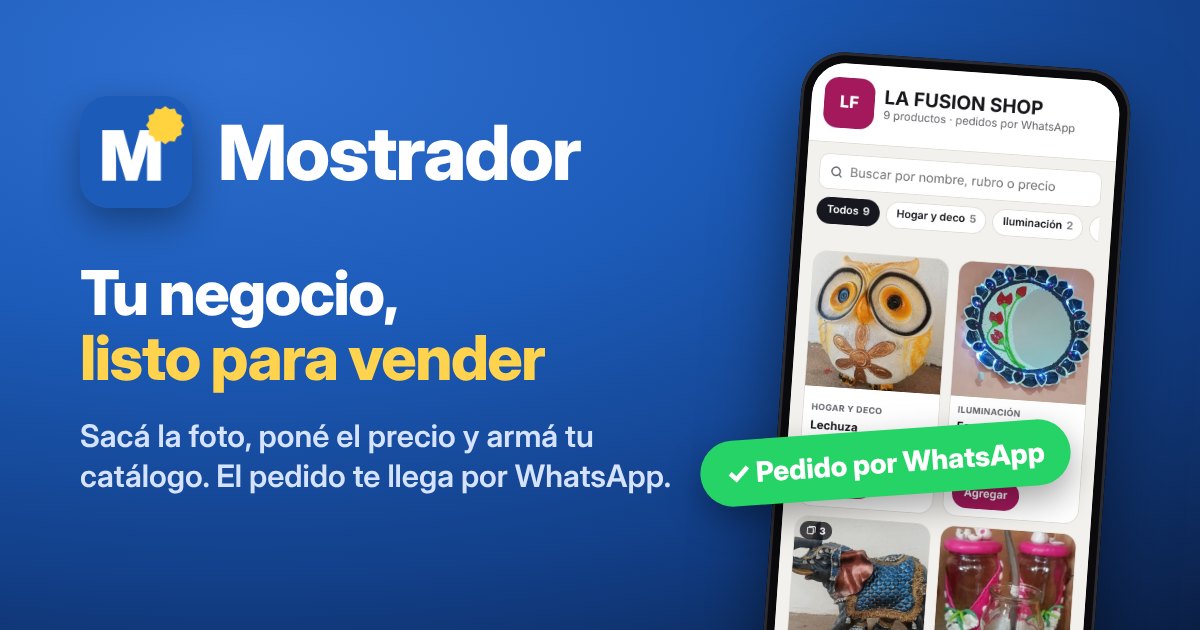 M
Mostrador
Tu negocio,
listo para vender
Sacá la foto, poné el precio y armá tu
catálogo. El pedido te llega por WhatsApp.
LF
LA FUSION SHOP
9 productos · pedidos por WhatsApp
Buscar por nombre, rubro o precio
Todos 9
Hogar y deco 5
Iluminación 2
HOGAR Y DECO
Lechuza
ILUMINACIÓN
✓ Pedido por WhatsApp
Agregar
3